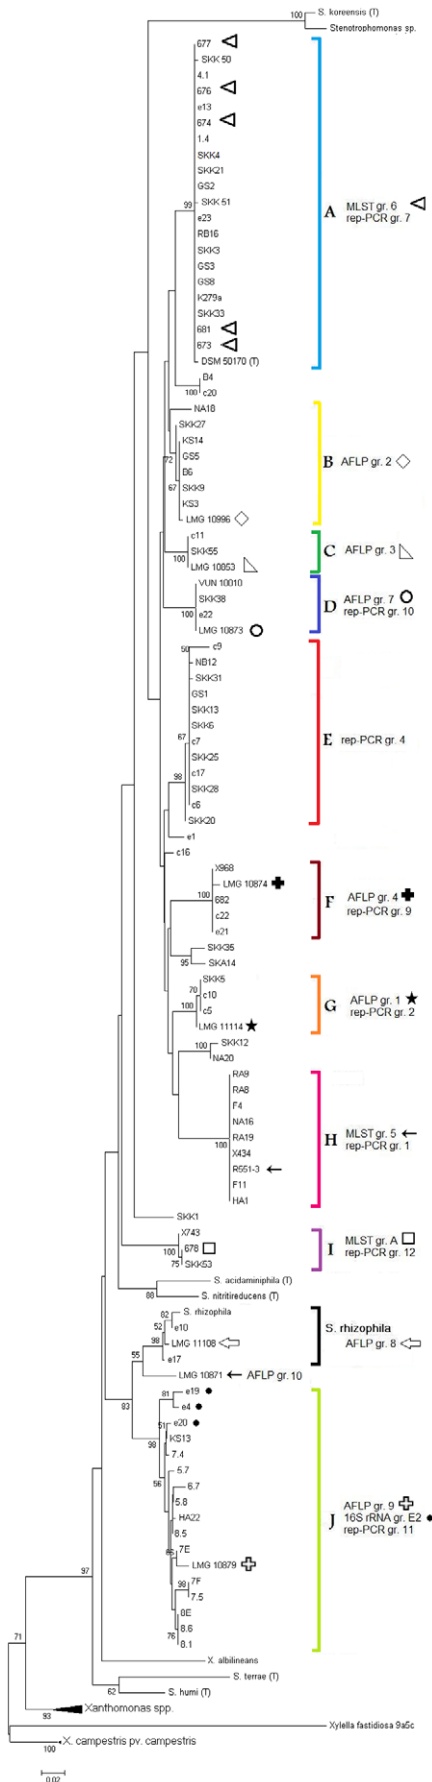 S. koreensis (T)
100
Stenotrophomonas sp.
677
SKK 50
4.1
676
e13
674
1.4
SKK4
SKK21
GS2
SKK 51
99
e23
RB16
SKK3
GS3
GS8
K279a
SKK33
681
673
DSM 50170 (T)
A
MLST gr. 6
rep-PCR gr. 7
B4
100
c20
NA18
SKK27
KS14
GS5
72
B6
67
SKK9
KS3
LMG 10996
B
AFLP gr. 2
c11
SKK55
100
LMG 10853
C
AFLP gr. 3
VUN 10010
SKK38
e22
100
LMG 10873
D
AFLP gr. 7
rep-PCR gr. 10
50
c9
NB12
SKK31
GS1
SKK13
SKK6
67
c7
SKK25
c17
98
SKK28
c6
SKK20
E
rep-PCR gr. 4
e1
c16
X968
LMG 10874
100
682
c22
e21
F
AFLP gr. 4
rep-PCR gr. 9
SKK35
95
SKA14
SKK5
70
c10
c5
100
LMG 11114
G
AFLP gr. 1
rep-PCR gr. 2
SKK12
100
NA20
RA9
RA8
F4
NA16
RA19
100
X434
R551-3
F11
HA1
H
MLST gr. 5
rep-PCR gr. 1
SKK1
X743
100
678
75
SKK53
I
MLST gr. A
rep-PCR gr. 12
S. acidaminiphila (T)
88
S. nitritireducens (T)
82
S. rhizophila
52
e10
98
LMG 11108
e17
S. rhizophila
AFLP gr. 8
55
LMG 10871
AFLP gr. 10
83
81
e19
e4
51
e20
98
KS13
7.4
56
5.7
6.7
5.8
HA22
8.5
7E
LMG 10879
98
7F
7.5
8E
8.6
76
8.1
J
AFLP gr. 9
16S rRNA gr. E2
rep-PCR gr. 11
97
X. albilineans
S. terrae (T)
62
S. humi (T)
71
Xanthomonas spp.
93
Xylella fastidiosa 9a5c
X. campestris pv. campestris
100
0.02